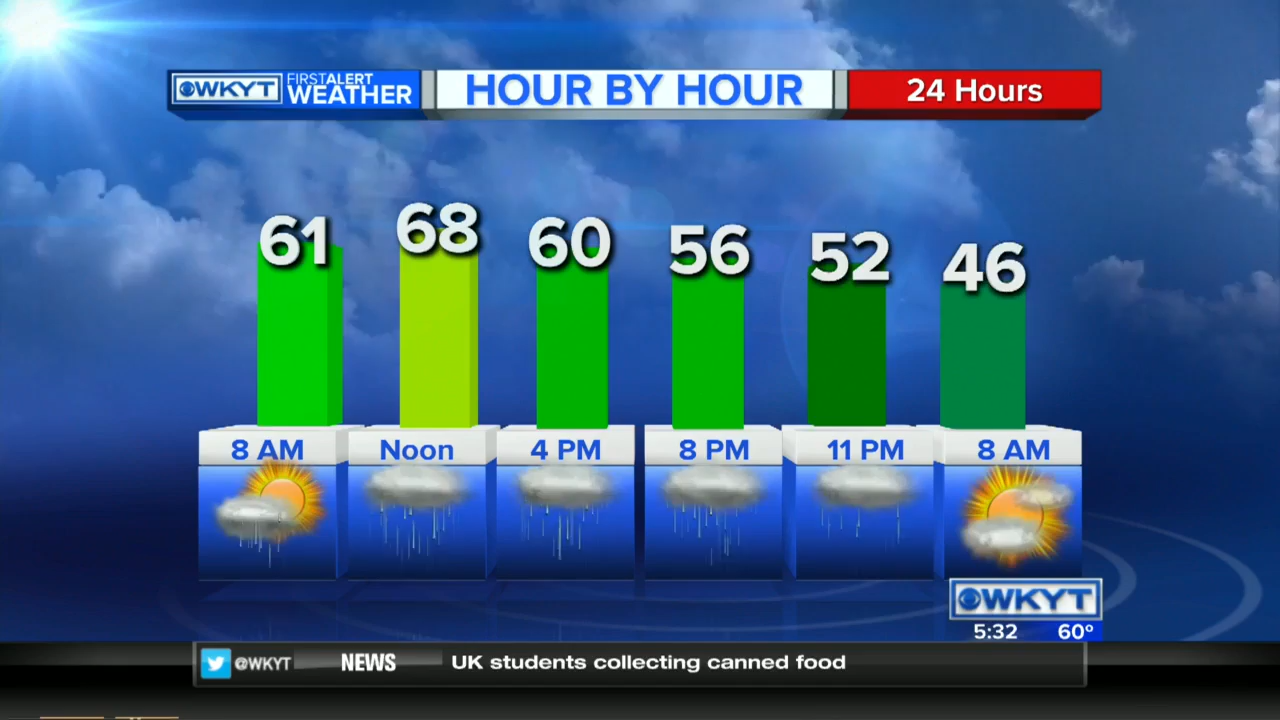 WKYT FIRST ALERT WEATHER
HOUR BY HOUR
24 Hours
61 68 60 56 52 46
8 AM Noon 4 PM 8 PM 11 PM 8 AM
WKYT
5:32 60°
@WKYT NEWS UK students collecting canned food